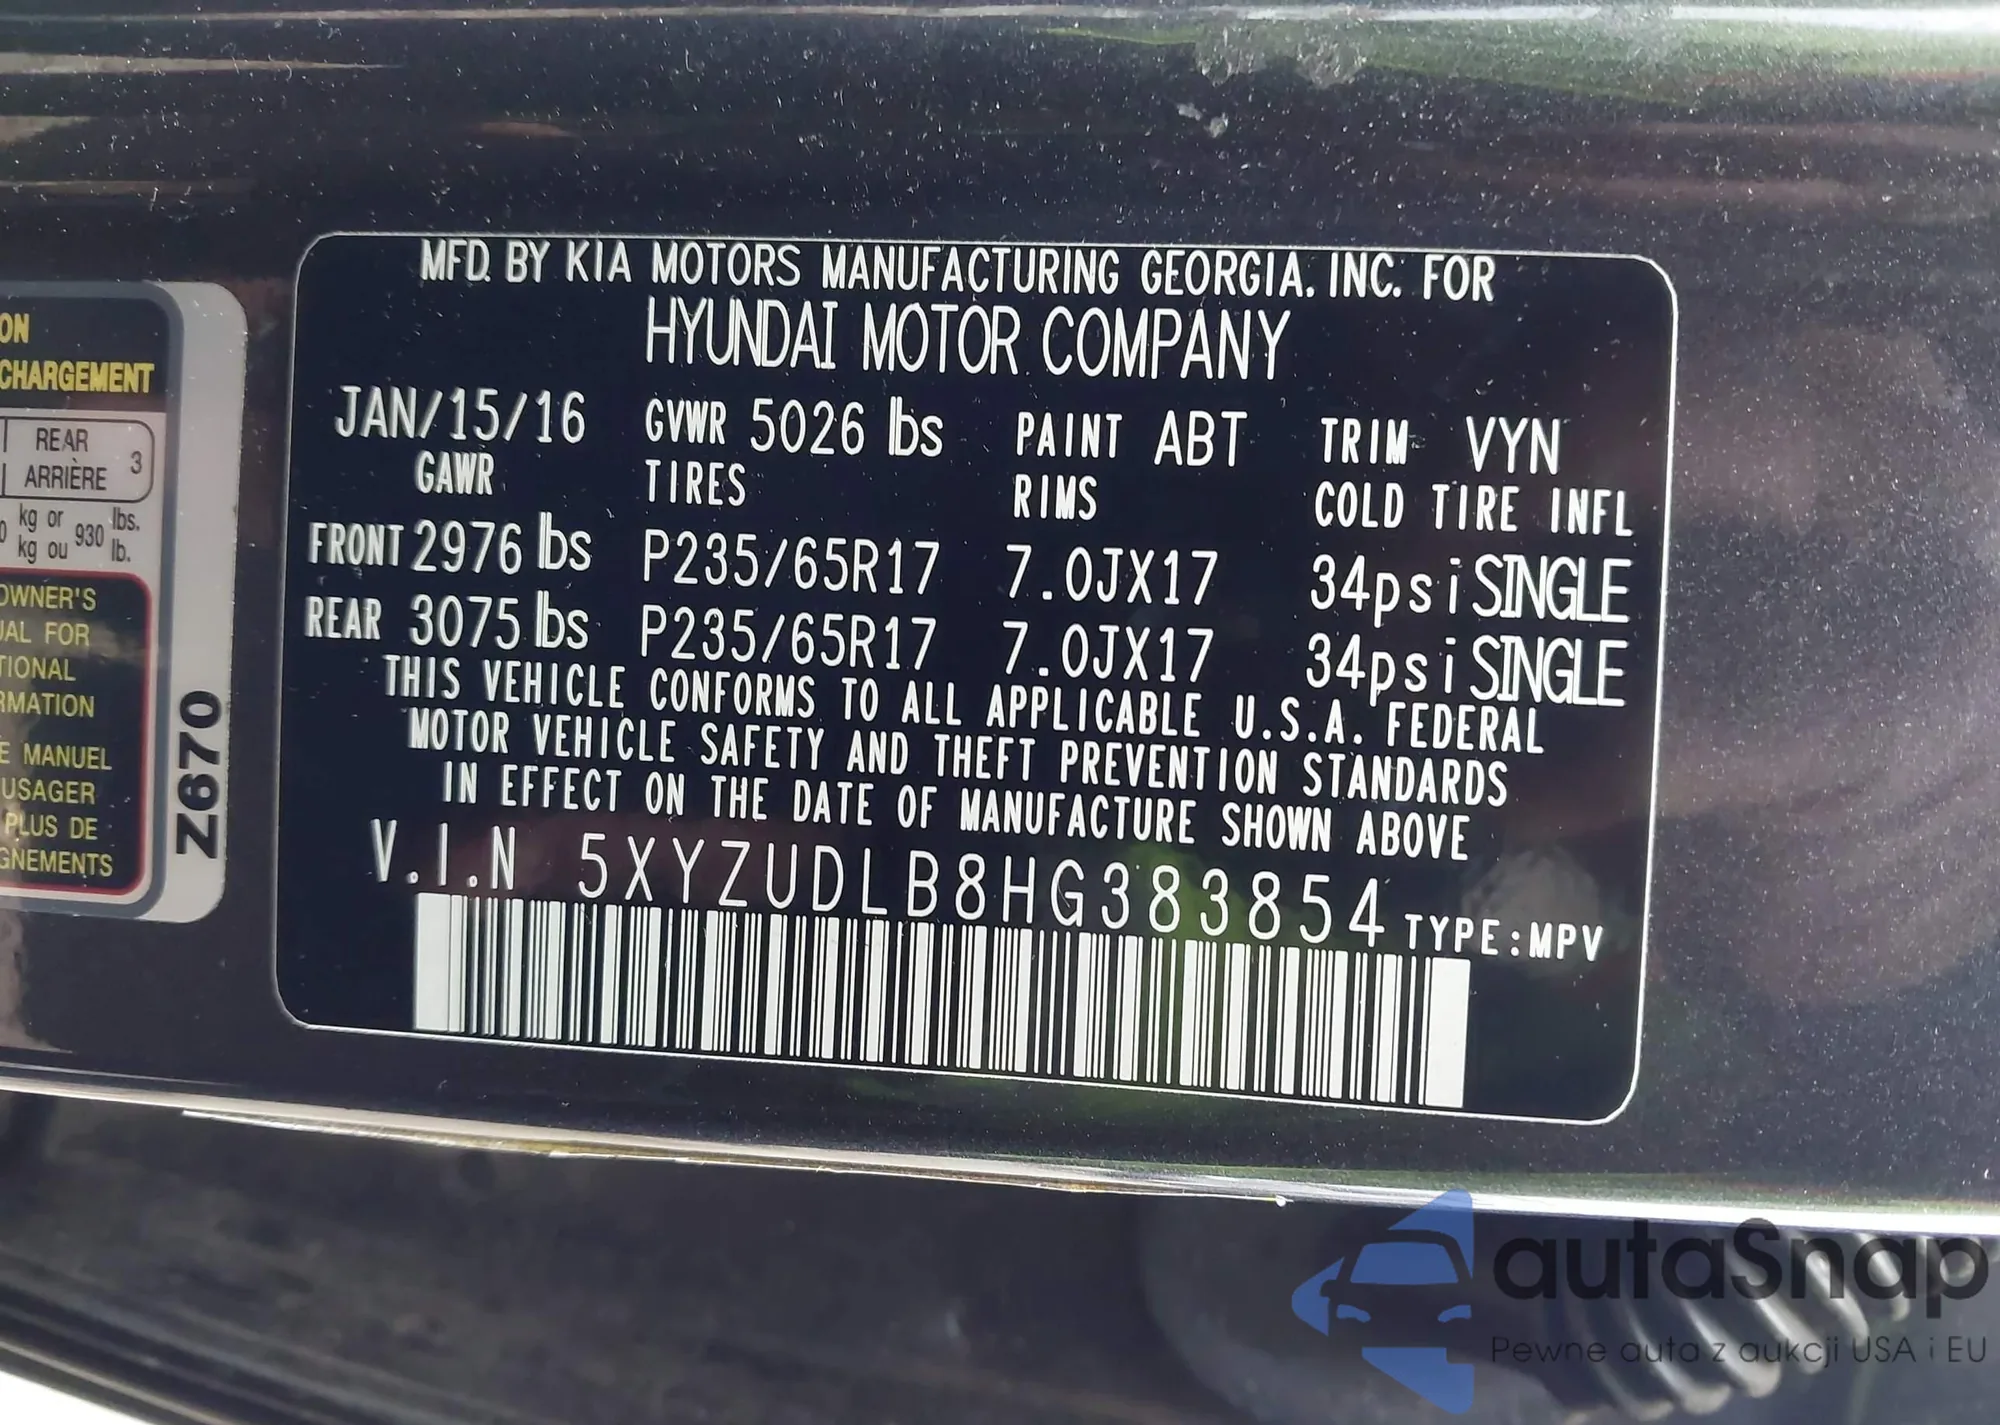 MFD. BY KIA MOTORS MANUFACTURING GEORGIA. INC. FOR
HYUNDAI MOTOR COMPANY
JAN/15/16 GVWR 5026 lbs PAINT ABT TRIM VYN
GAWR TIRES RIMS COLD TIRE INFL
FRONT 2976 lbs P235/65R17 7.0JX17 34psi SINGLE
REAR 3075 lbs P235/65R17 7.0JX17 34psi SINGLE
THIS VEHICLE CONFORMS TO ALL APPLICABLE U.S.A. FEDERAL
MOTOR VEHICLE SAFETY AND THEFT PREVENTION STANDARDS
IN EFFECT ON THE DATE OF MANUFACTURE SHOWN ABOVE
V.I.N 5XYZUDLB8HG383854 TYPE:MPV
ON
CHARGEMENT
REAR
ARRIÈRE 3
kg or
kg ou 930 lbs.
lb.
OWNER'S
UAL FOR
TIONAL
RMATION
E MANUEL
USAGER
PLUS DE
GNEMENTS
Z670
autoSnap
Pewne auta z aukcji USA i EU